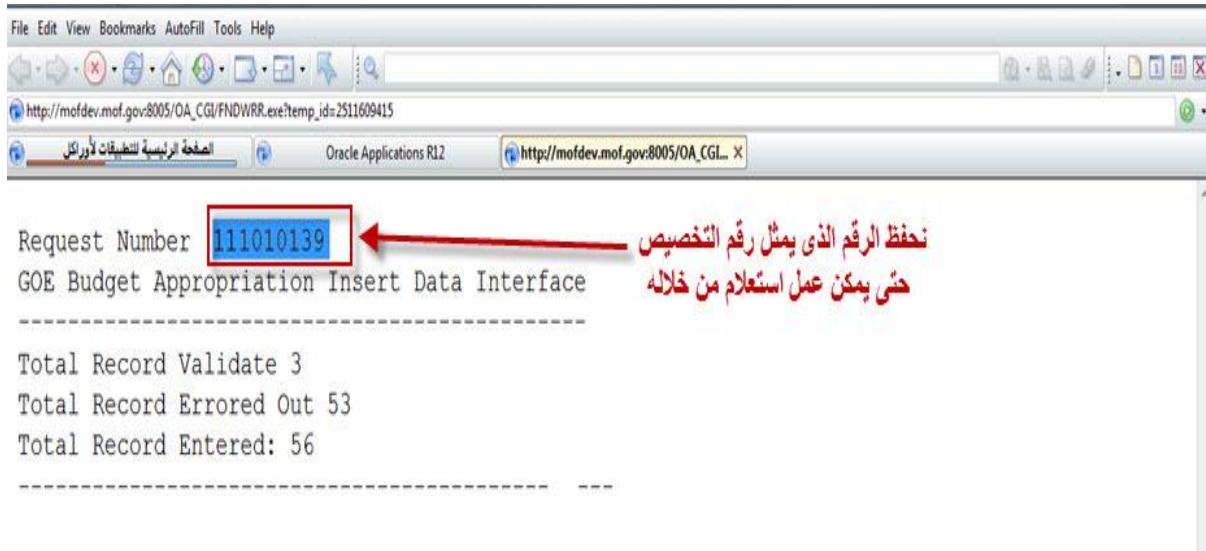 File Edit View Bookmarks AutoFill Tools Help
http://mofdev.mof.gov:8005/OA_CGI/FNDWRR.exe?temp_id=2511609415
الصفحة الرئيسية للتطبيقات لأوراكل
Oracle Applications R12
http://mofdev.mof.gov:8005/OA_CGI...
Request Number 111010139
نحفظ الرقم الذى يمثل رقم التخصيص
GOE Budget Appropriation Insert Data Interface
حتى يمكن عمل استعلام من خلاله
----------------------------------------------
Total Record Validate 3
Total Record Errored Out 53
Total Record Entered: 56
------------------------------------------- ---